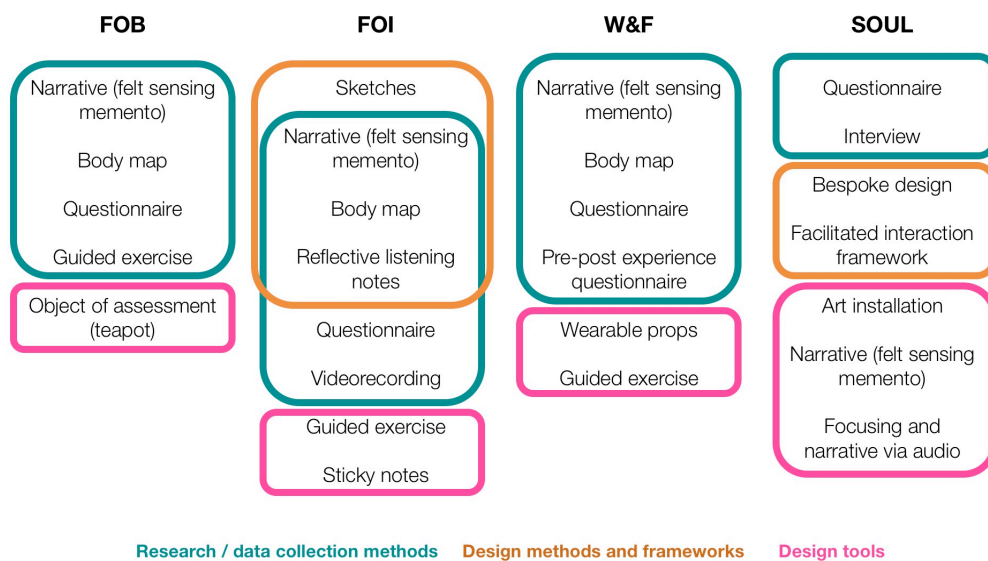 FOB
Narrative (felt sensing
memento)
Body map
Questionnaire
Guided exercise
Object of assessment
(teapot)
FOI
Sketches
Narrative (felt sensing
memento)
Body map
Reflective listening
notes
Questionnaire
Videorecording
Guided exercise
Sticky notes
W&F
Narrative (felt sensing
memento)
Body map
Questionnaire
Pre-post experience
questionnaire
Wearable props
Guided exercise
SOUL
Questionnaire
Interview
Bespoke design
Facilitated interaction
framework
Art installation
Narrative (felt sensing
memento)
Focusing and
narrative via audio
Research / data collection methods
Design methods and frameworks
Design tools